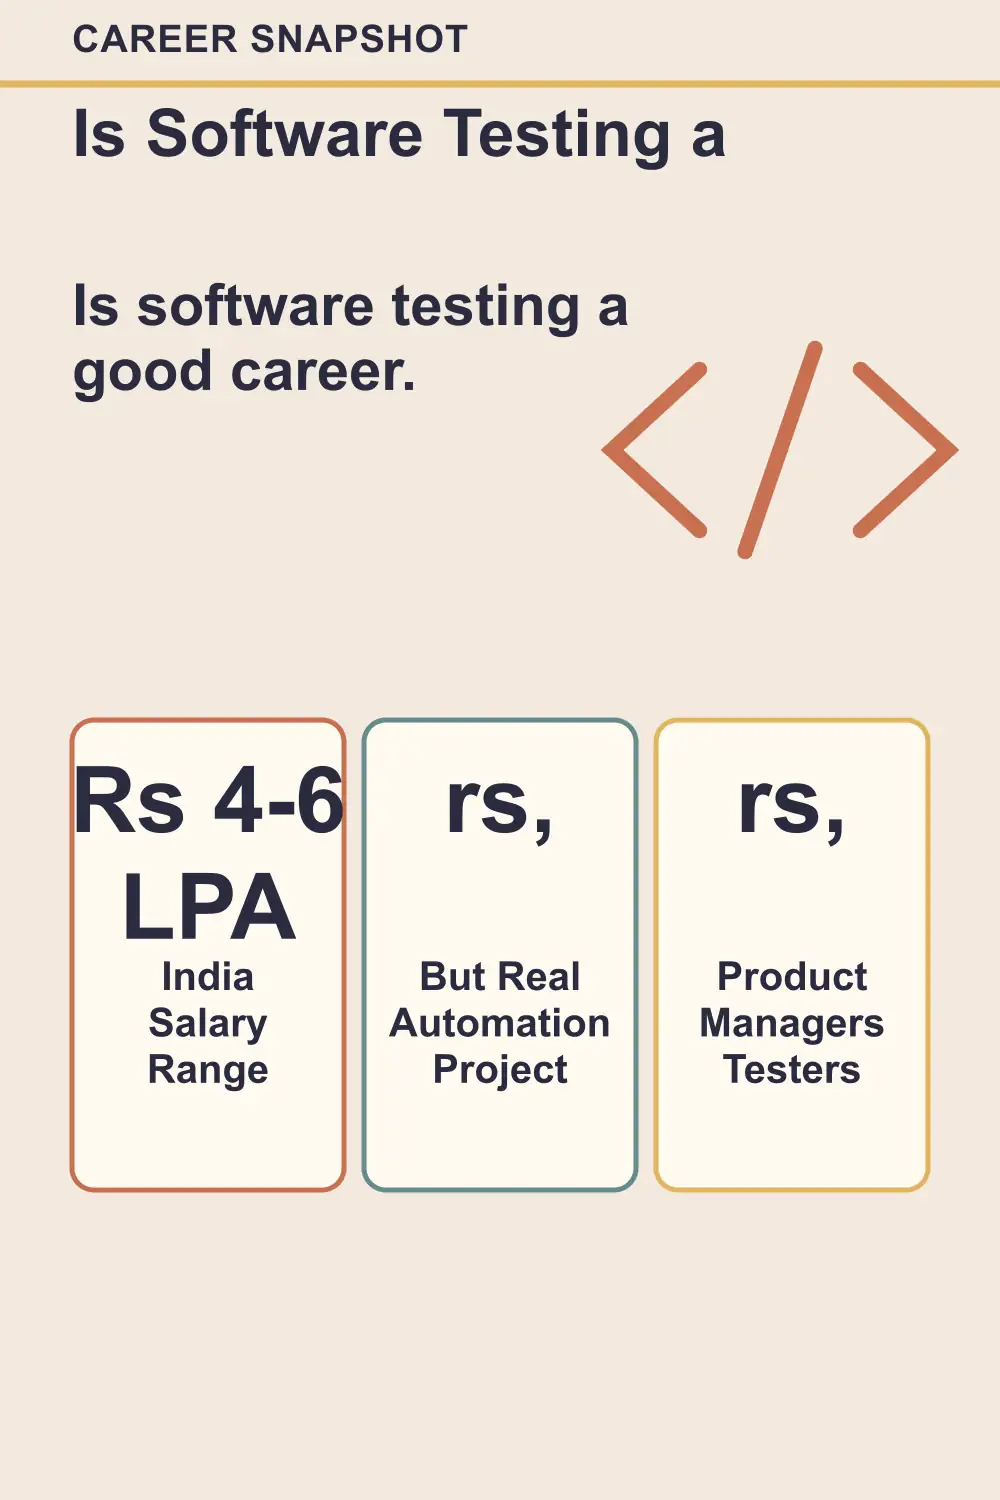 CAREER SNAPSHOT
Is Software Testing a
Is software testing a
good career.
Rs 4-6
LPA
India
Salary
Range
rs,
But Real
Automation
Project
rs,
Product
Managers
Testers